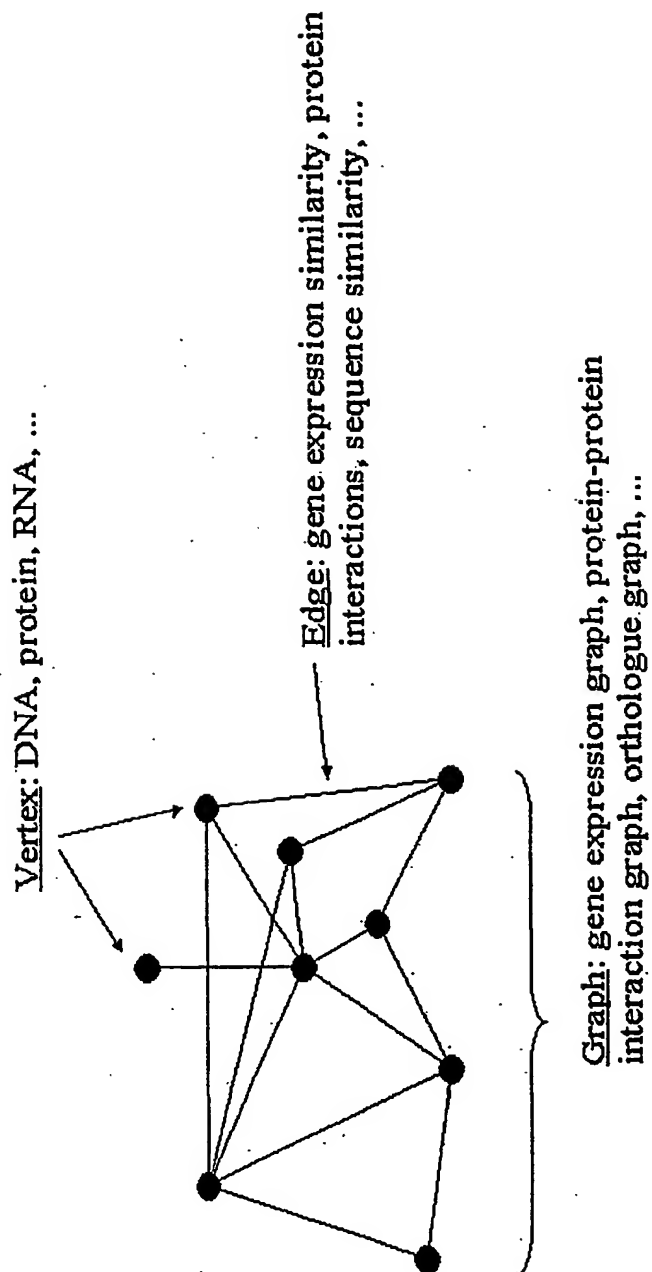 Vertex: DNA, protein, RNA, ...
Edge: gene expression similarity, protein
interactions, sequence similarity, ...
Graph: gene expression graph, protein-protein
interaction graph, orthologue graph, ...